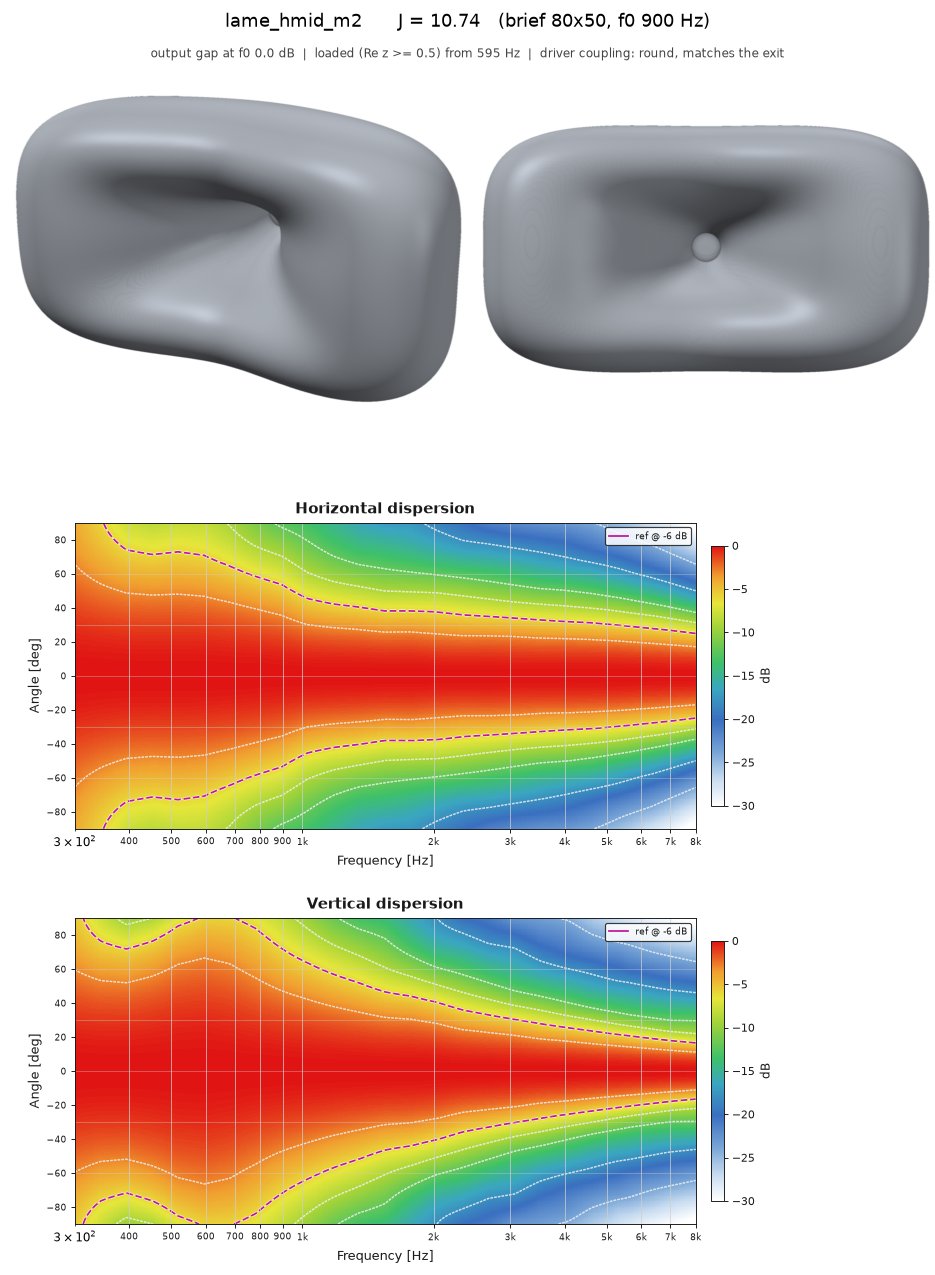 lame_hmid_m2 J = 10.74 (brief 80x50, f0 900 Hz)
output gap at f0 0.0 dB | loaded (Re z >= 0.5) from 595 Hz | driver coupling: round, matches the exit
Horizontal dispersion
ref @ -6 dB
Angle [deg]
80
60
40
20
0
−20
−40
−60
−80
3 × 10²
400
500
600
700
800
900
1k
2k
3k
4k
5k
6k
7k
8k
Frequency [Hz]
0
−5
−10
−15
−20
−25
−30
dB
Vertical dispersion
ref @ -6 dB
Angle [deg]
80
60
40
20
0
−20
−40
−60
−80
3 × 10²
400
500
600
700
800
900
1k
2k
3k
4k
5k
6k
7k
8k
Frequency [Hz]
0
−5
−10
−15
−20
−25
−30
dB